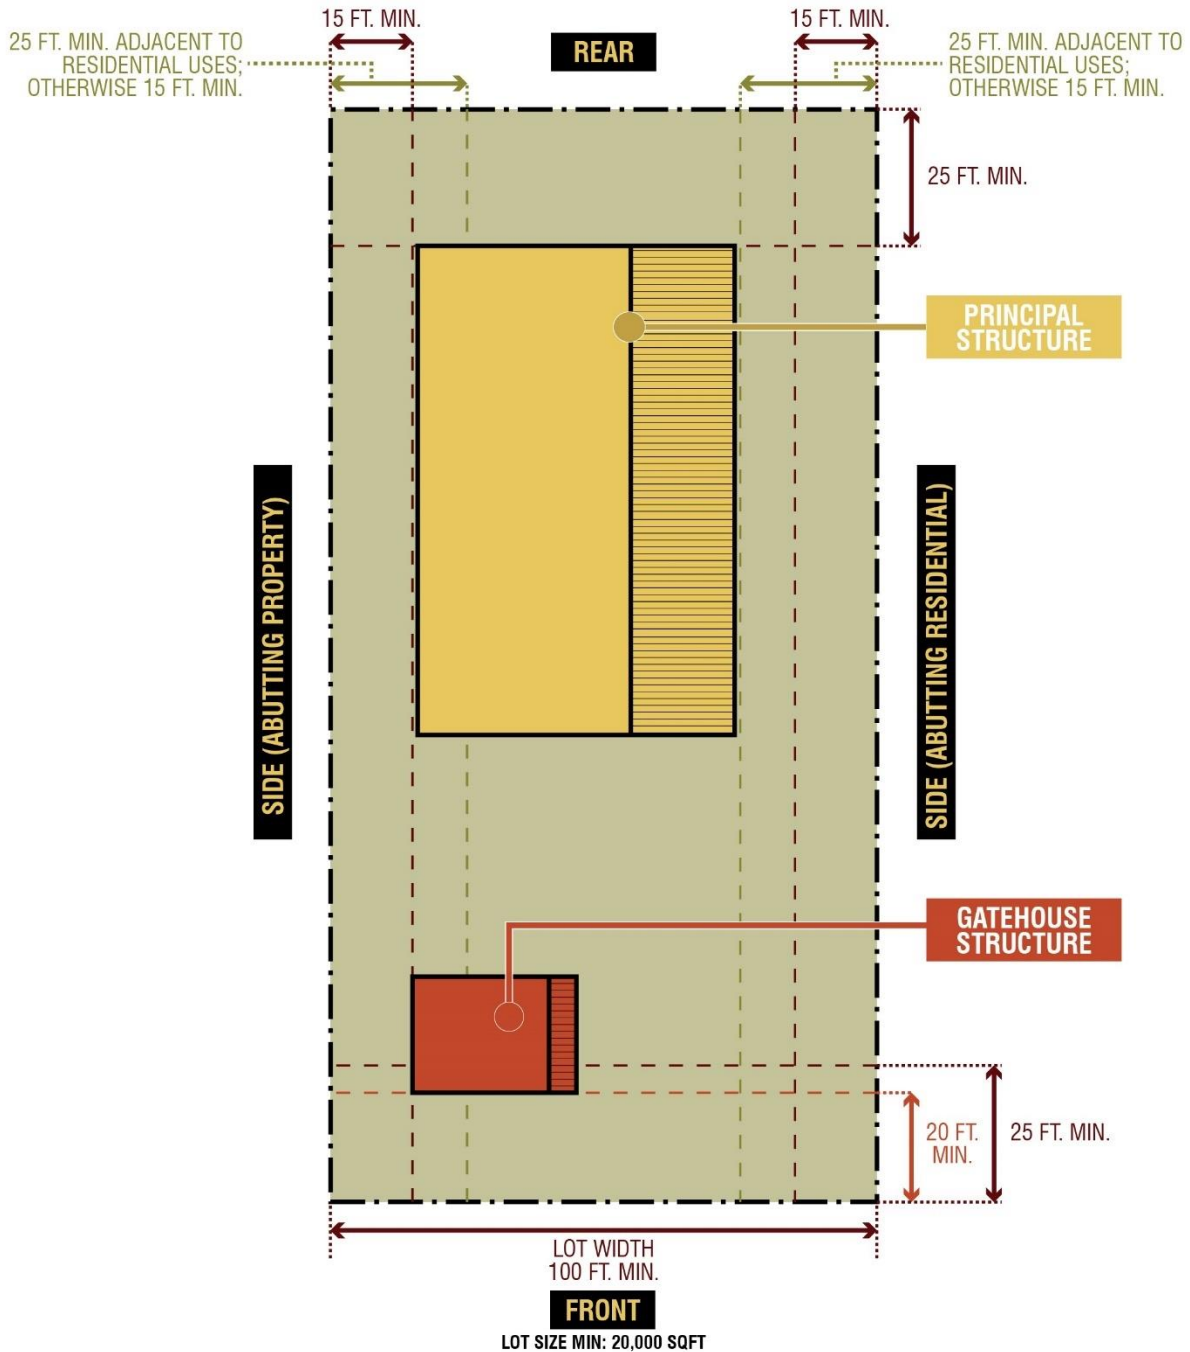 15 FT. MIN.
15 FT. MIN.
25 FT. MIN. ADJACENT TO
RESIDENTIAL USES;
OTHERWISE 15 FT. MIN.
REAR
25 FT. MIN. ADJACENT TO
RESIDENTIAL USES;
OTHERWISE 15 FT. MIN.
25 FT. MIN.
PRINCIPAL
STRUCTURE
SIDE (ABUTTING PROPERTY)
SIDE (ABUTTING RESIDENTIAL)
GATEHOUSE
STRUCTURE
20 FT.
MIN.
25 FT. MIN.
LOT WIDTH
100 FT. MIN.
FRONT
LOT SIZE MIN: 20,000 SQFT